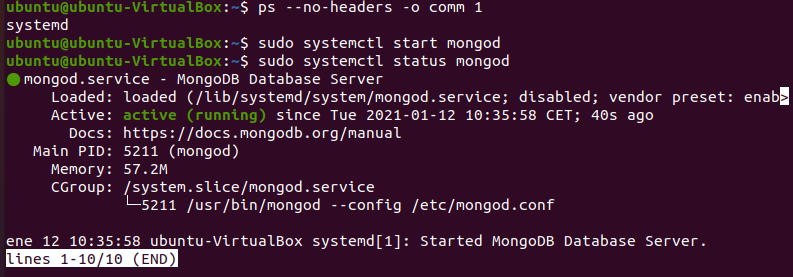 ubuntu@ubuntu-VirtualBox:~$ ps --no-headers -o comm 1
systemd
ubuntu@ubuntu-VirtualBox:~$ sudo systemctl start mongod
ubuntu@ubuntu-VirtualBox:~$ sudo systemctl status mongod
● mongod.service - MongoDB Database Server
     Loaded: loaded (/lib/systemd/system/mongod.service; disabled; vendor preset: enab>
     Active: active (running) since Tue 2021-01-12 10:35:58 CET; 40s ago
       Docs: https://docs.mongodb.org/manual
   Main PID: 5211 (mongod)
     Memory: 57.2M
     CGroup: /system.slice/mongod.service
             └─5211 /usr/bin/mongod --config /etc/mongod.conf
ene 12 10:35:58 ubuntu-VirtualBox systemd[1]: Started MongoDB Database Server.
lines 1-10/10 (END)